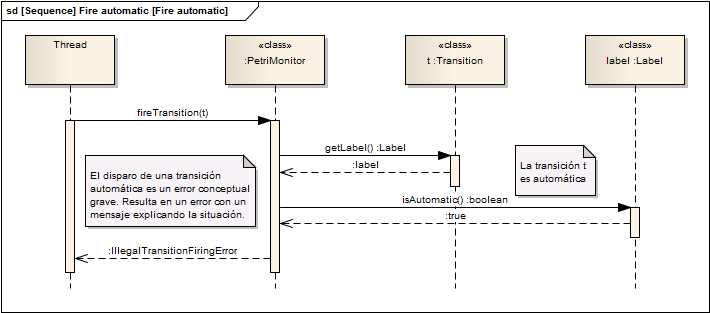 sd [Sequence] Fire automatic [Fire automatic]
Thread
«class»
:PetriMonitor
«class»
t :Transition
«class»
label :Label
fireTransition(t)
getLabel() :Label
:label
El disparo de una transición
automática es un error conceptual
grave. Resulta en un error con un
mensaje explicando la situación.
La transición t
es automática
isAutomatic() :boolean
:true
:IllegalTransitionFiringError